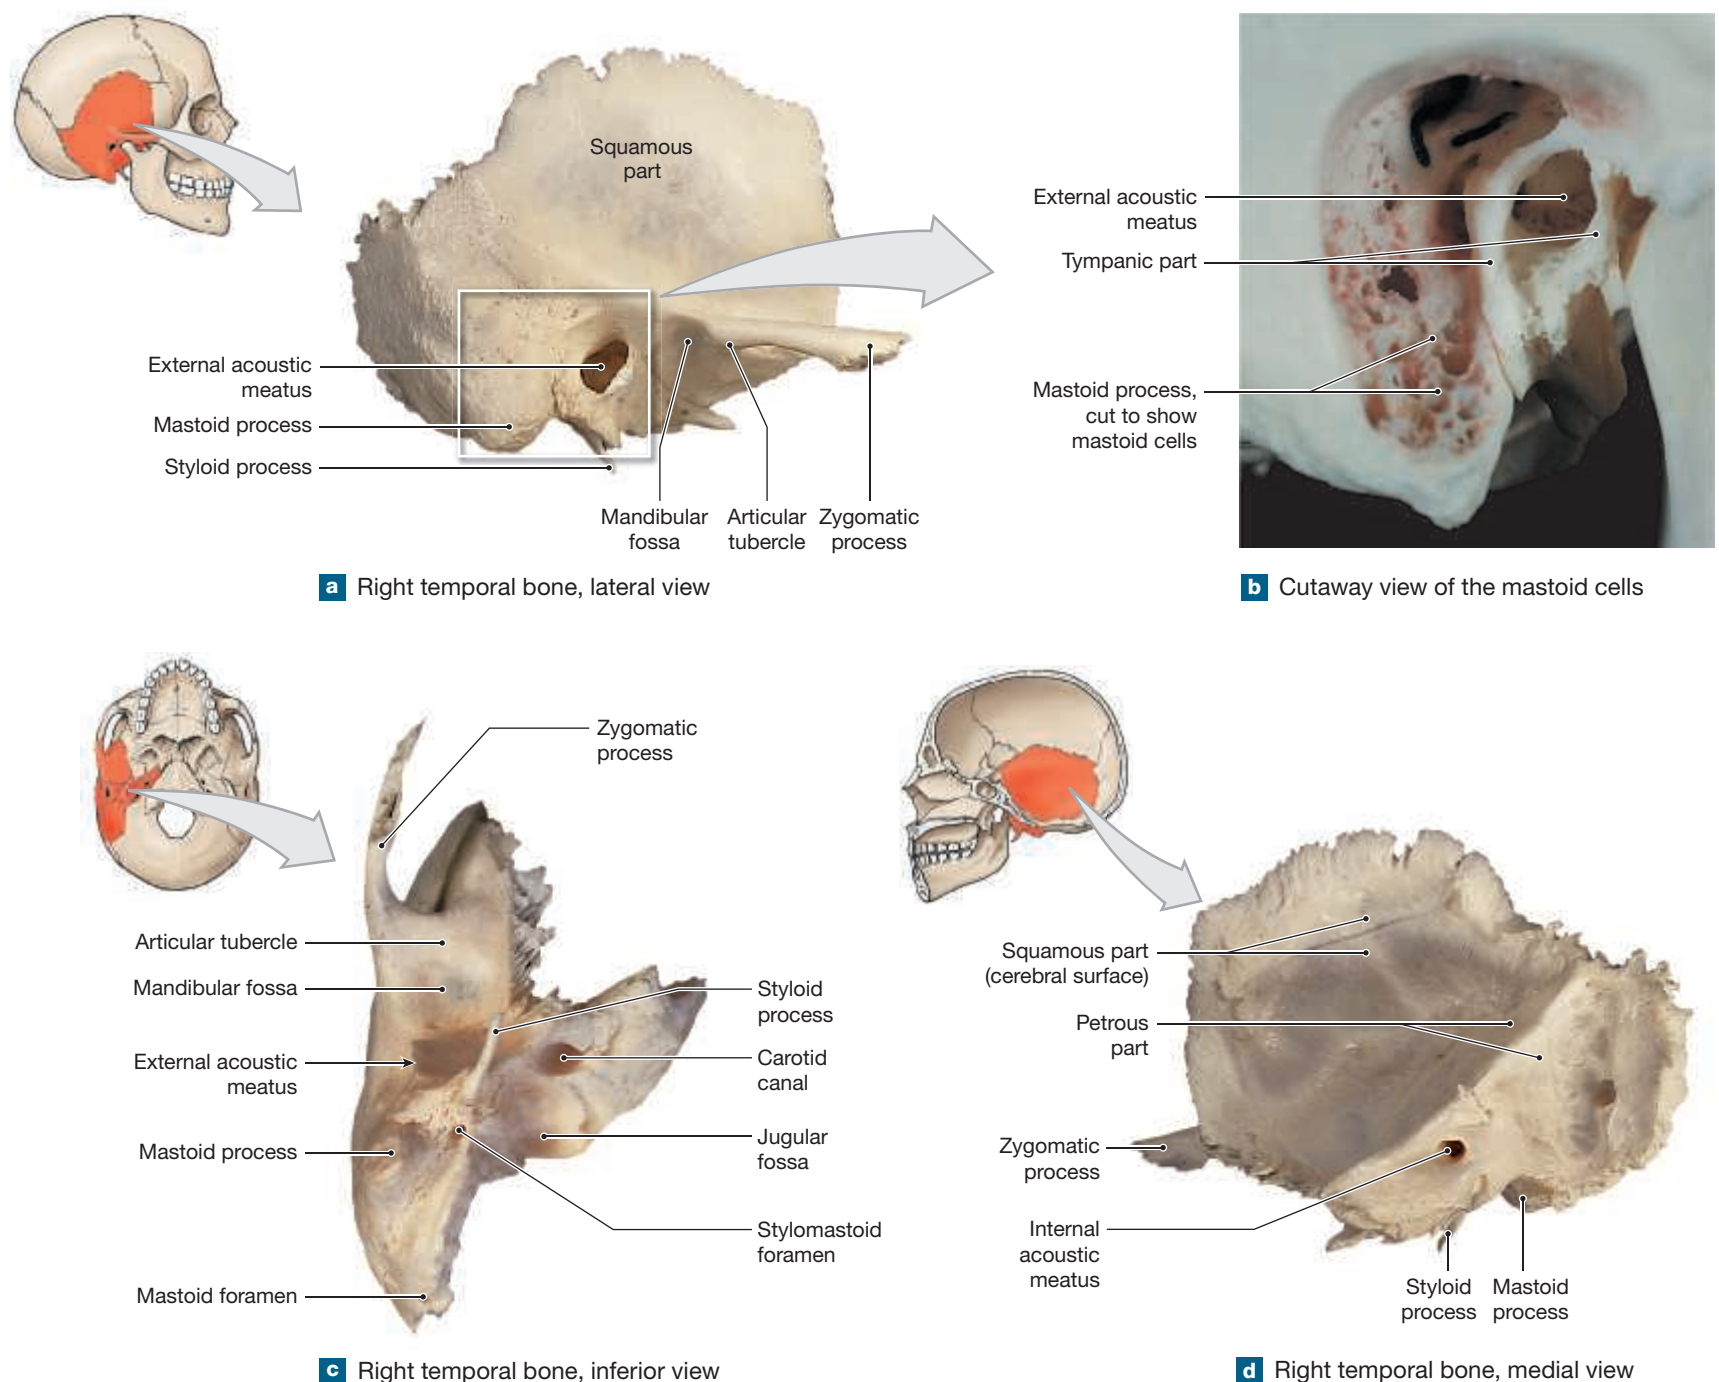 Squamous
part
External acoustic
meatus
Mastoid process
Styloid process
Mandibular
fossa
Articular
tubercle
Zygomatic
process
a Right temporal bone, lateral view
External acoustic
meatus
Tympanic part
Mastoid process,
cut to show
mastoid cells
b Cutaway view of the mastoid cells
Zygomatic
process
Articular tubercle
Mandibular fossa
External acoustic
meatus
Mastoid process
Mastoid foramen
Styloid
process
Carotid
canal
Jugular
fossa
Stylomastoid
foramen
c Right temporal bone, inferior view
Squamous part
(cerebral surface)
Petrous
part
Zygomatic
process
Internal
acoustic
meatus
Styloid
process
Mastoid
process
d Right temporal bone, medial view